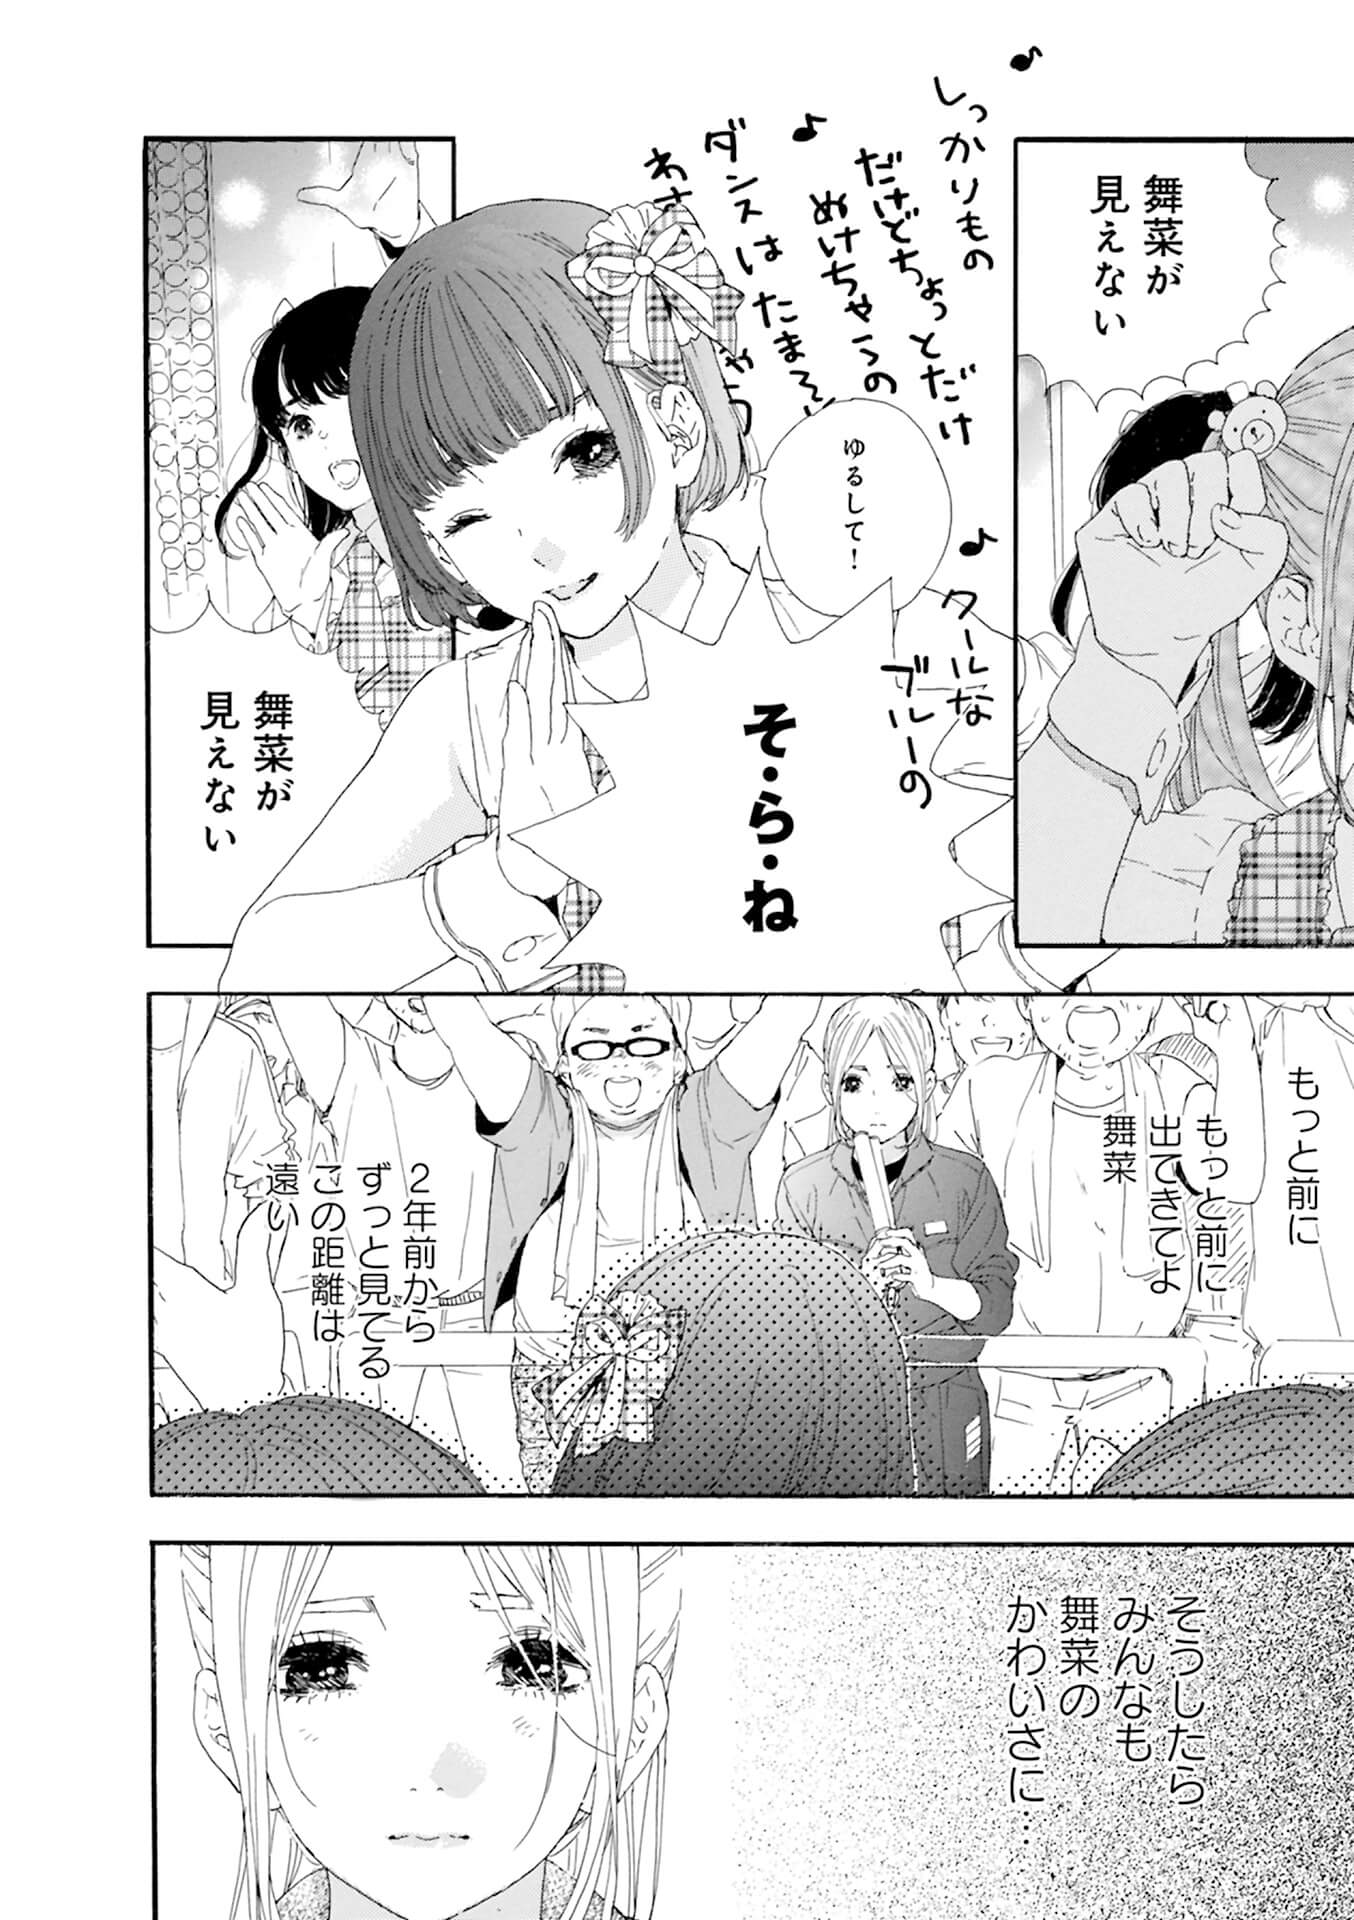 舞菜が
見えない
♪しっかりもの
だけどちょっとだけ
ぬけちゃうの
♪ダンスはたまに
ゆるして!
♪クールな
ブルーの
そ・ら・ね
舞菜が
見えない
もっと前に
もっと前に
出てきてよ
舞菜
2年前から
ずっと見てる
この距離は
遠い
そうしたら
みんなも
舞菜の
かわいさに…